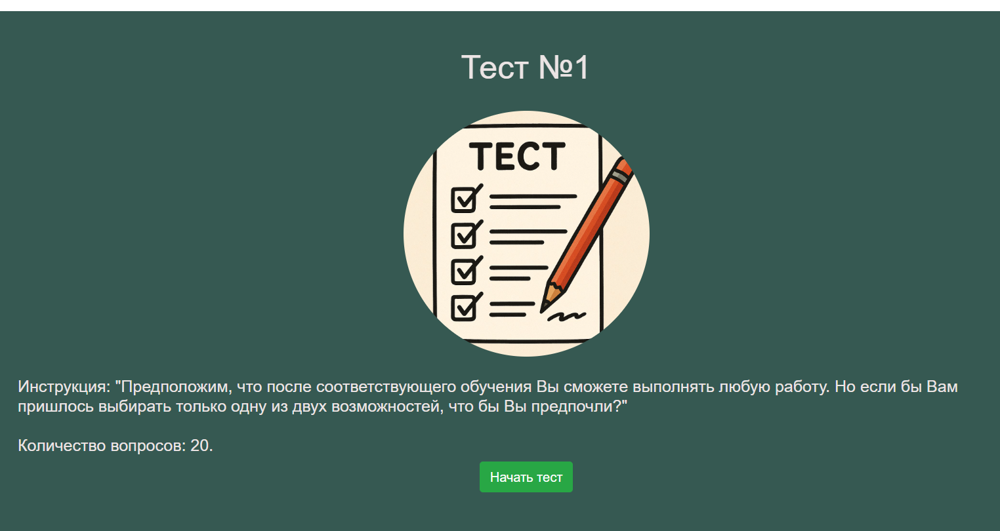 Тест №1
ТЕСТ
Инструкция: "Предположим, что после соответствующего обучения Вы сможете выполнять любую работу. Но если бы Вам
пришлось выбирать только одну из двух возможностей, что бы Вы предпочли?"
Количество вопросов: 20.
Начать тест